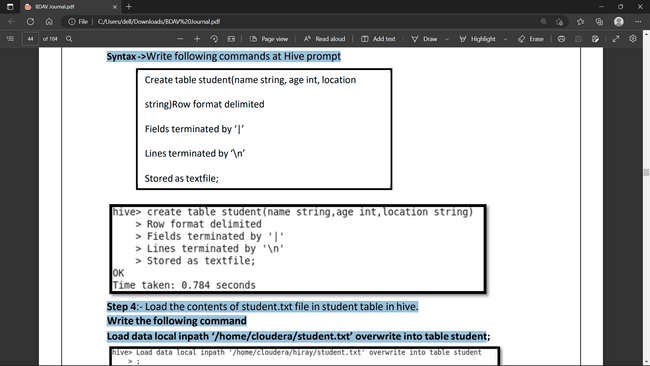 BDAV Journal.pdf
File | C:/Users/dell/Downloads/BDAV%20Journal.pdf
44 of 104 Page view Read aloud Add text Draw Highlight Erase
Syntax->Write following commands at Hive prompt
Create table student(name string, age int, location
string)Row format delimited
Fields terminated by ‘|’
Lines terminated by ‘\n’
Stored as textfile;
hive> create table student(name string,age int,location string)
> Row format delimited
> Fields terminated by '|'
> Lines terminated by '\n'
> Stored as textfile;
OK
Time taken: 0.784 seconds
Step 4:- Load the contents of student.txt file in student table in hive.
Write the following command
Load data local inpath ‘/home/cloudera/student.txt’ overwrite into table student;
hive> Load data local inpath '/home/cloudera/hiray/student.txt' overwrite into table student
> ;